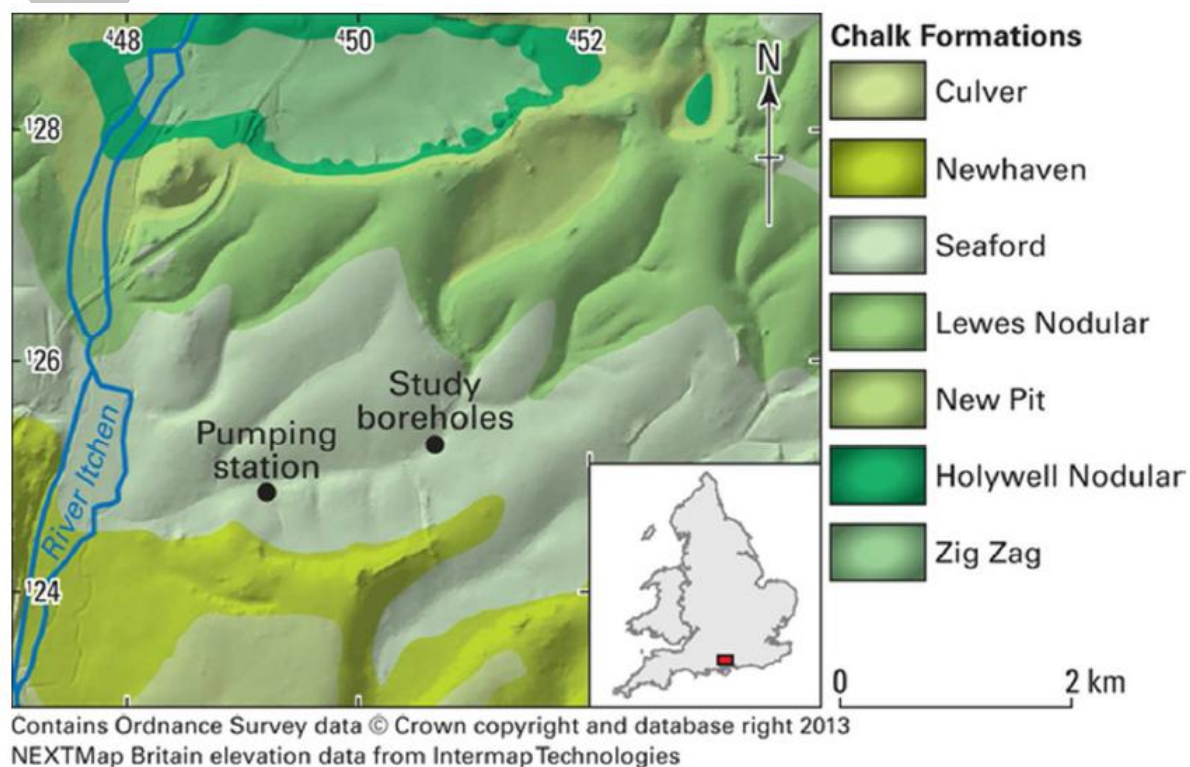 ⁴48
⁴50
⁴52
N
¹28
¹26
¹24
Study
boreholes
Pumping
station
River Itchen
Chalk Formations
Culver
Newhaven
Seaford
Lewes Nodular
New Pit
Holywell Nodular
Zig Zag
0
2 km
Contains Ordnance Survey data © Crown copyright and database right 2013
NEXTMap Britain elevation data from Intermap Technologies